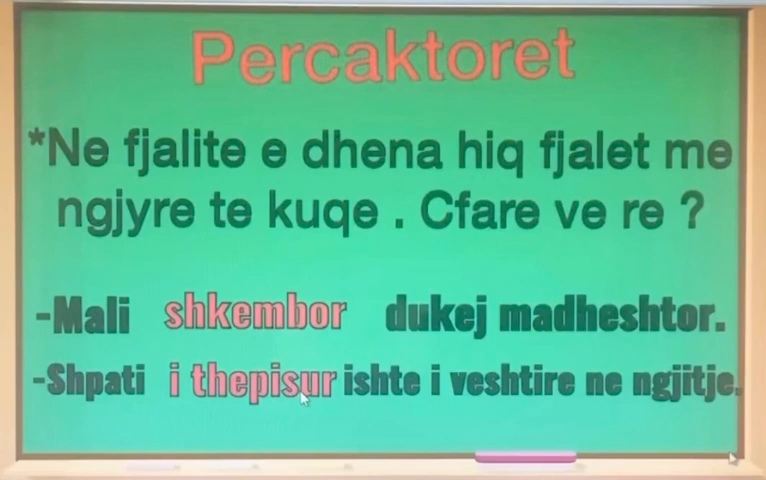 Percaktoret
*Ne fjalite e dhena hiq fjalet me
ngjyre te kuqe . Cfare ve re ?
-Mali shkembor dukej madheshtor.
-Shpati i thepisur ishte i veshtire ne ngjitje.